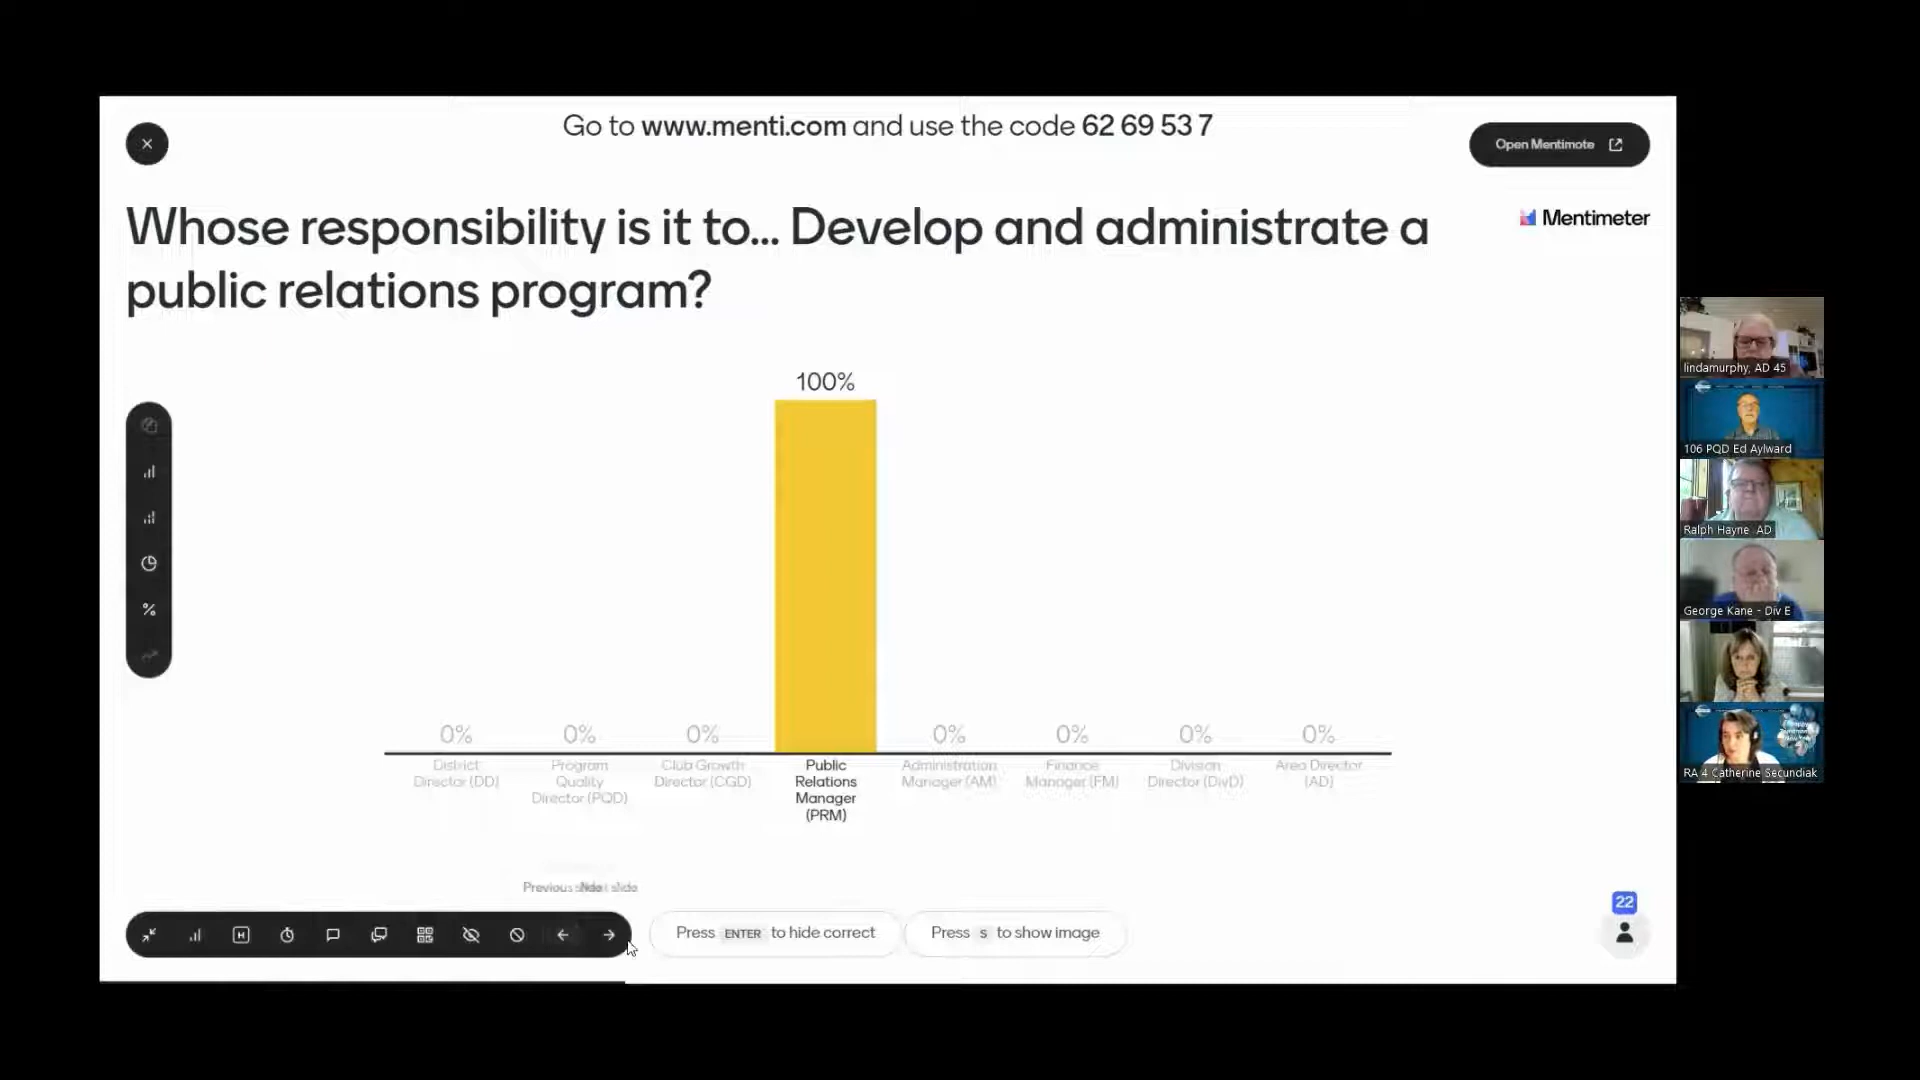 Go to www.menti.com and use the code 62 69 53 7
Open Mentimote
Whose responsibility is it to... Develop and administrate a
public relations program?
Mentimeter
100%
0%
0%
0%
0%
0%
0%
0%
District
Director (DD)
Program
Quality
Director (PQD)
Club Growth
Director (CGD)
Public
Relations
Manager
(PRM)
Administration
Manager (AM)
Finance
Manager (FM)
Division
Director (DivD)
Area Director
(AD)
Previous slide
Press ENTER to hide correct
Press S to show image
22
lindamurphy, AD 45
106 PQD Ed Aylward
Ralph Hayne AD
George Kane - Div E
RA 4 Catherine Secundiak